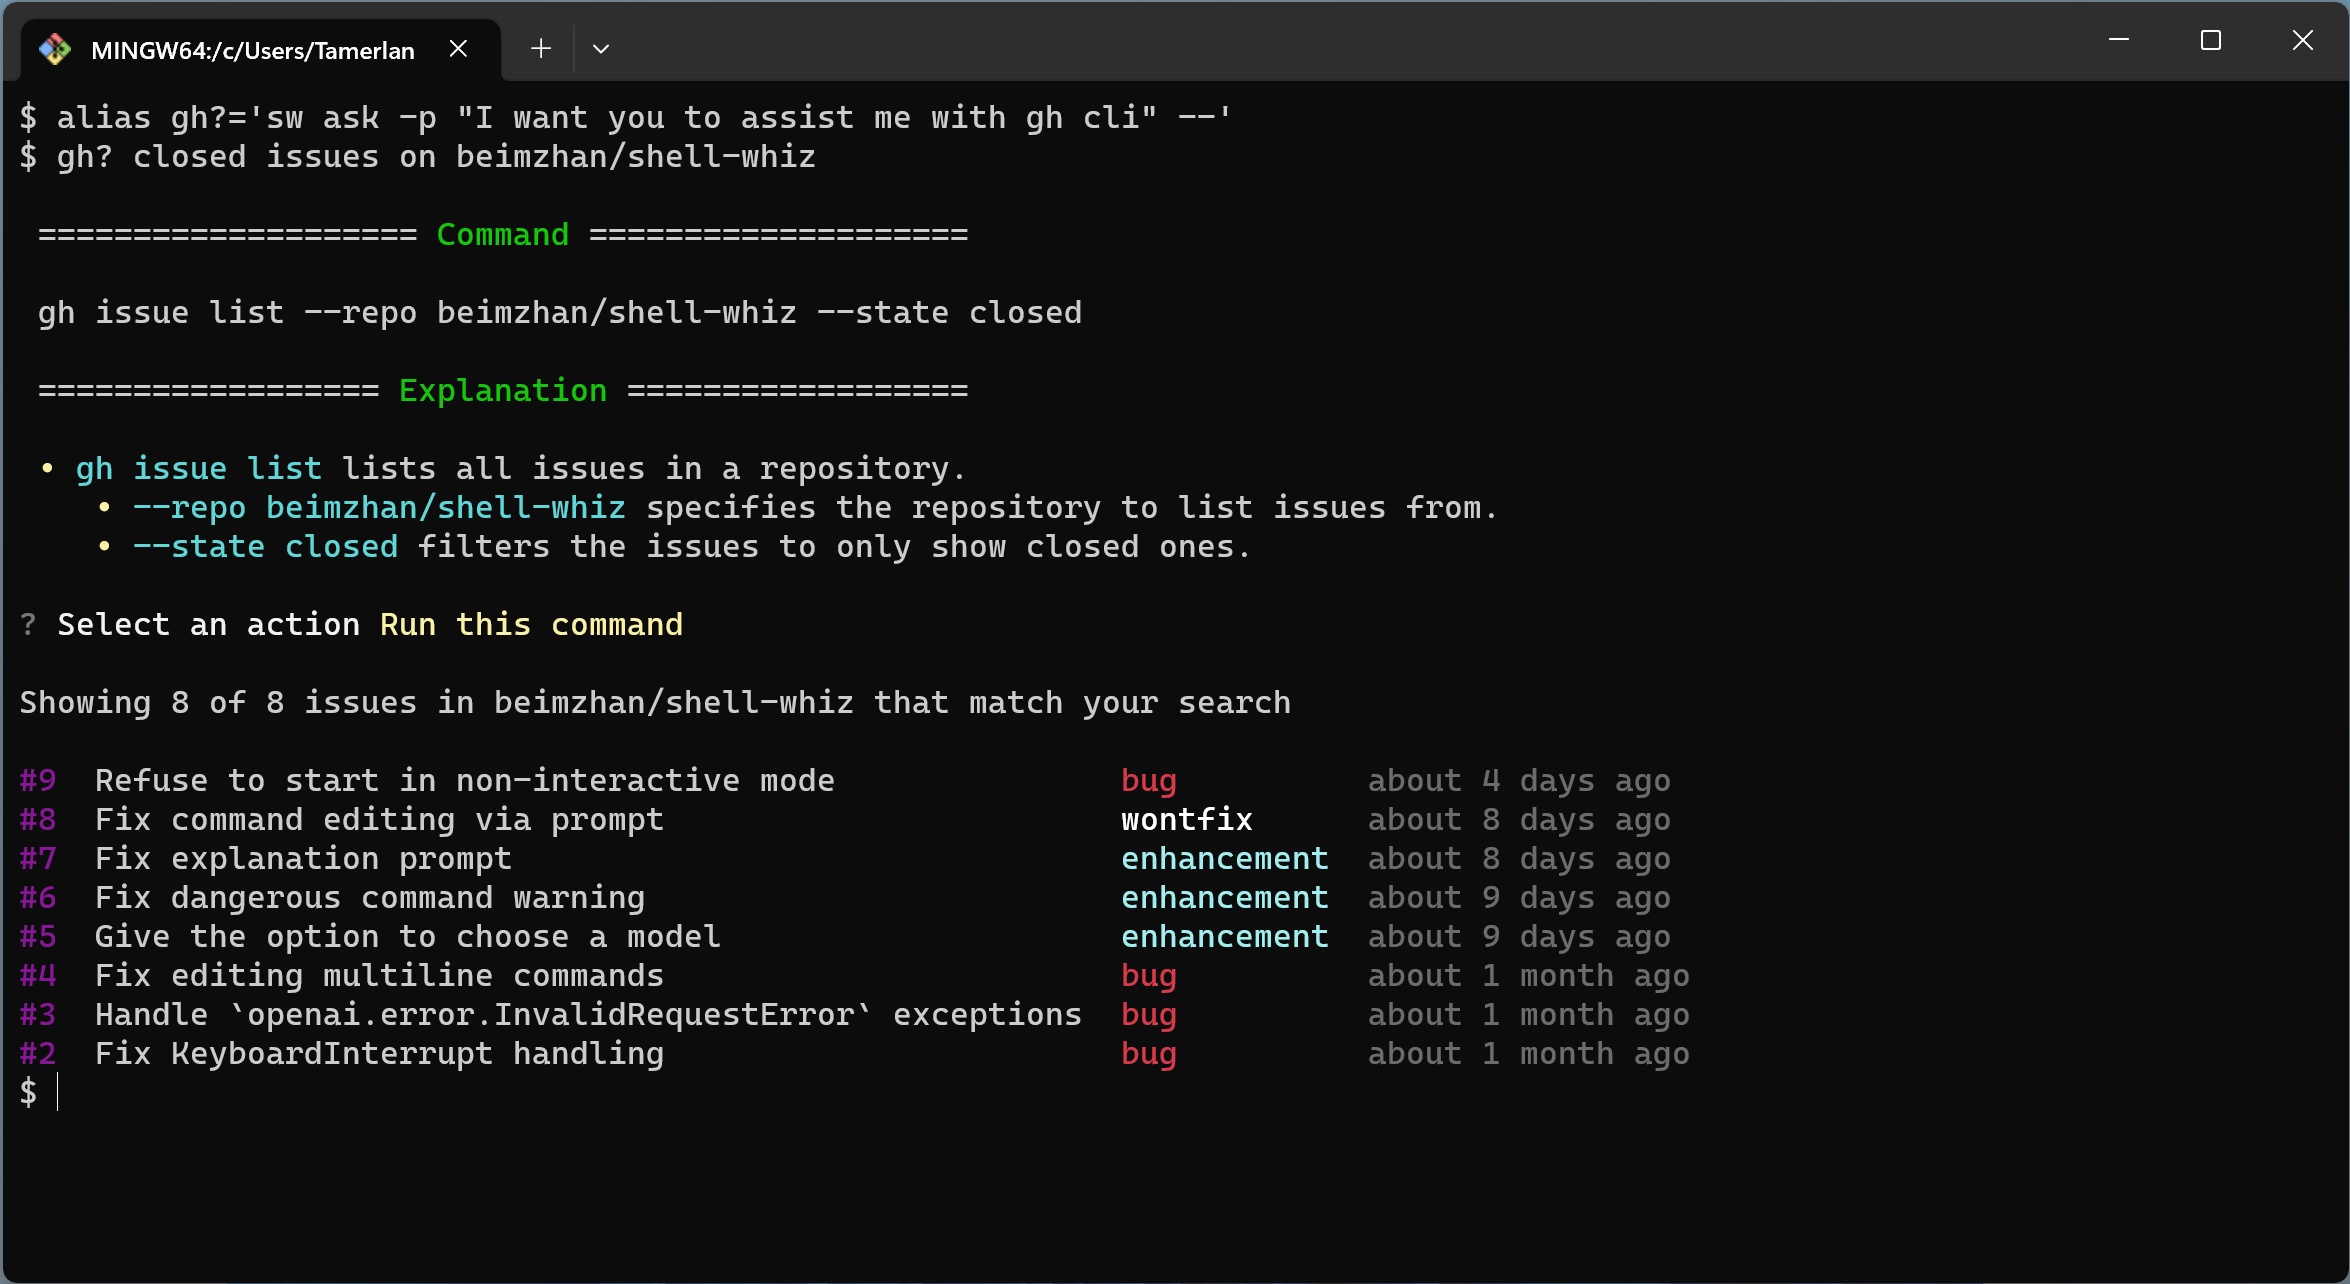 MINGW64:/c/Users/Tamerlan
$ alias gh?='sw ask -p "I want you to assist me with gh cli" --'
$ gh? closed issues on beimzhan/shell-whiz
==================== Command ====================
gh issue list --repo beimzhan/shell-whiz --state closed
================== Explanation ==================
• gh issue list lists all issues in a repository.
• --repo beimzhan/shell-whiz specifies the repository to list issues from.
• --state closed filters the issues to only show closed ones.
? Select an action Run this command
Showing 8 of 8 issues in beimzhan/shell-whiz that match your search
#9  Refuse to start in non-interactive mode  bug  about 4 days ago
#8  Fix command editing via prompt  wontfix  about 8 days ago
#7  Fix explanation prompt  enhancement  about 8 days ago
#6  Fix dangerous command warning  enhancement  about 9 days ago
#5  Give the option to choose a model  enhancement  about 9 days ago
#4  Fix editing multiline commands  bug  about 1 month ago
#3  Handle `openai.error.InvalidRequestError` exceptions  bug  about 1 month ago
#2  Fix KeyboardInterrupt handling  bug  about 1 month ago
$